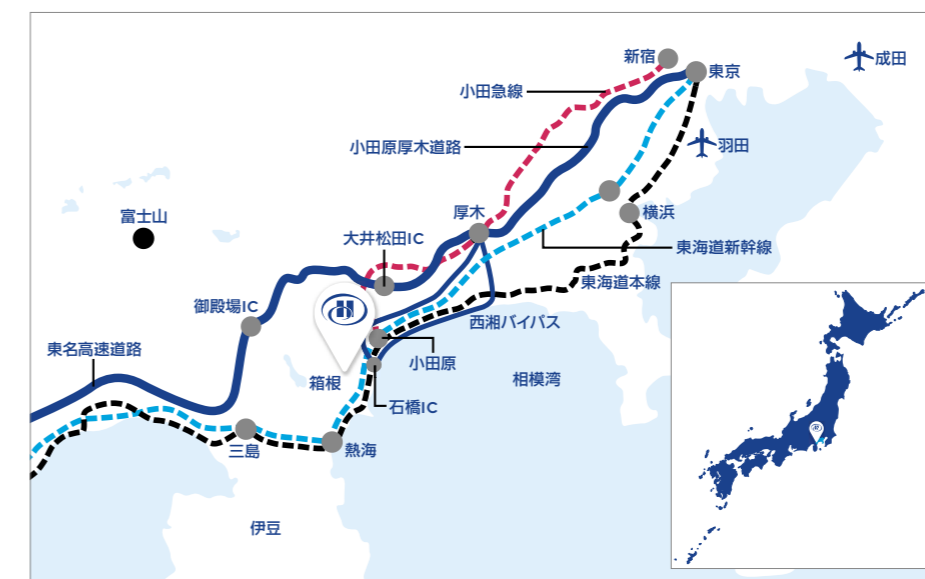 新宿
東京
成田
小田急線
小田原厚木道路
羽田
富士山
厚木
横浜
大井松田IC
東海道新幹線
東海道本線
御殿場IC
西湘バイパス
東名高速道路
小田原
箱根
相模湾
石橋IC
三島
熱海
伊豆